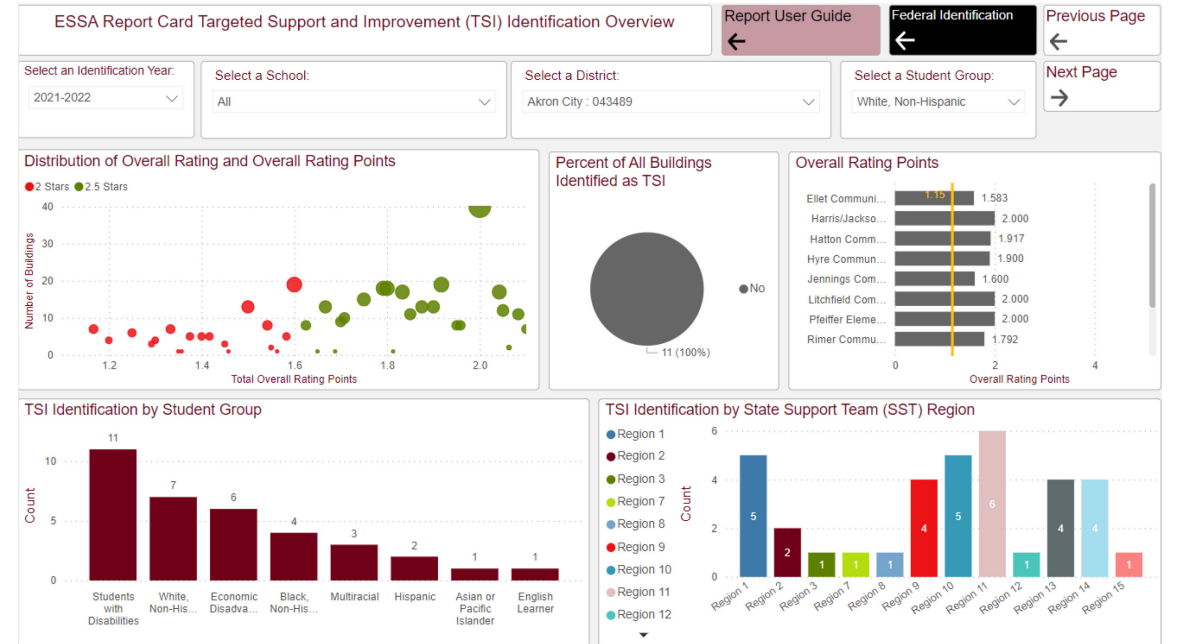 ESSA Report Card Targeted Support and Improvement (TSI) Identification Overview
Report User Guide
Federal Identification
Previous Page
Select an Identification Year:
2021-2022
Select a School:
All
Select a District:
Akron City : 043489
Select a Student Group:
White, Non-Hispanic
Next Page
Distribution of Overall Rating and Overall Rating Points
2 Stars 2.5 Stars
Number of Buildings
40
30
20
10
0
1.2 1.4 1.6 1.8 2.0
Total Overall Rating Points
Percent of All Buildings
Identified as TSI
No
11 (100%)
Overall Rating Points
1.15
Ellet Communi... 1.583
Harris/Jackso... 2.000
Hatton Comm... 1.917
Hyre Commun... 1.900
Jennings Com... 1.600
Litchfield Com... 2.000
Pfeiffer Eleme... 2.000
Rimer Commu... 1.792
0 2 4
Overall Rating Points
TSI Identification by Student Group
Count
10
5
0
11
7
6
4
3
2
1
1
Students
with
Disabilities
White,
Non-His...
Economic
Disadva...
Black,
Non-His...
Multiracial
Hispanic
Asian or
Pacific
Islander
English
Learner
TSI Identification by State Support Team (SST) Region
Region 1
Region 2
Region 3
Region 7
Region 8
Region 9
Region 10
Region 11
Region 12
Count
6
4
2
0
5
2
1
1
1
4
5
6
1
4
4
1
Region 1
Region 2
Region 3
Region 7
Region 8
Region 9
Region 10
Region 11
Region 12
Region 13
Region 14
Region 15